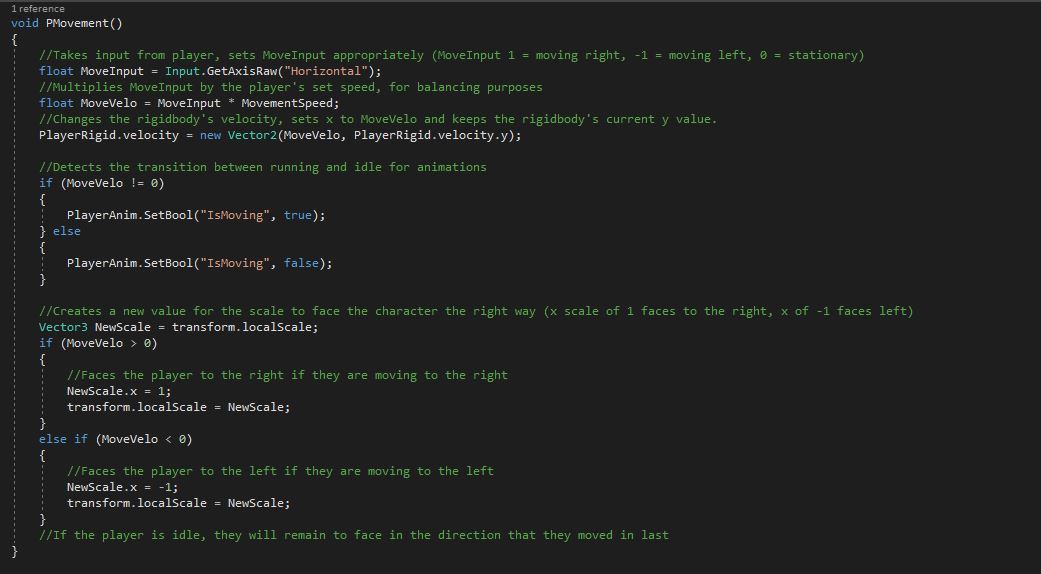 1 reference
void PMovement()
{
//Takes input from player, sets MoveInput appropriately (MoveInput 1 = moving right, -1 = moving left, 0 = stationary)
float MoveInput = Input.GetAxisRaw("Horizontal");
//Multiplies MoveInput by the player's set speed, for balancing purposes
float MoveVelo = MoveInput * MovementSpeed;
//Changes the rigidbody's velocity, sets x to MoveVelo and keeps the rigidbody's current y value.
PlayerRigid.velocity = new Vector2(MoveVelo, PlayerRigid.velocity.y);
//Detects the transition between running and idle for animations
if (MoveVelo != 0)
{
PlayerAnim.SetBool("IsMoving", true);
} else
{
PlayerAnim.SetBool("IsMoving", false);
}
//Creates a new value for the scale to face the character the right way (x scale of 1 faces to the right, x of -1 faces left)
Vector3 NewScale = transform.localScale;
if (MoveVelo > 0)
{
//Faces the player to the right if they are moving to the right
NewScale.x = 1;
transform.localScale = NewScale;
}
else if (MoveVelo < 0)
{
//Faces the player to the left if they are moving to the left
NewScale.x = -1;
transform.localScale = NewScale;
}
//If the player is idle, they will remain to face in the direction that they moved in last
}